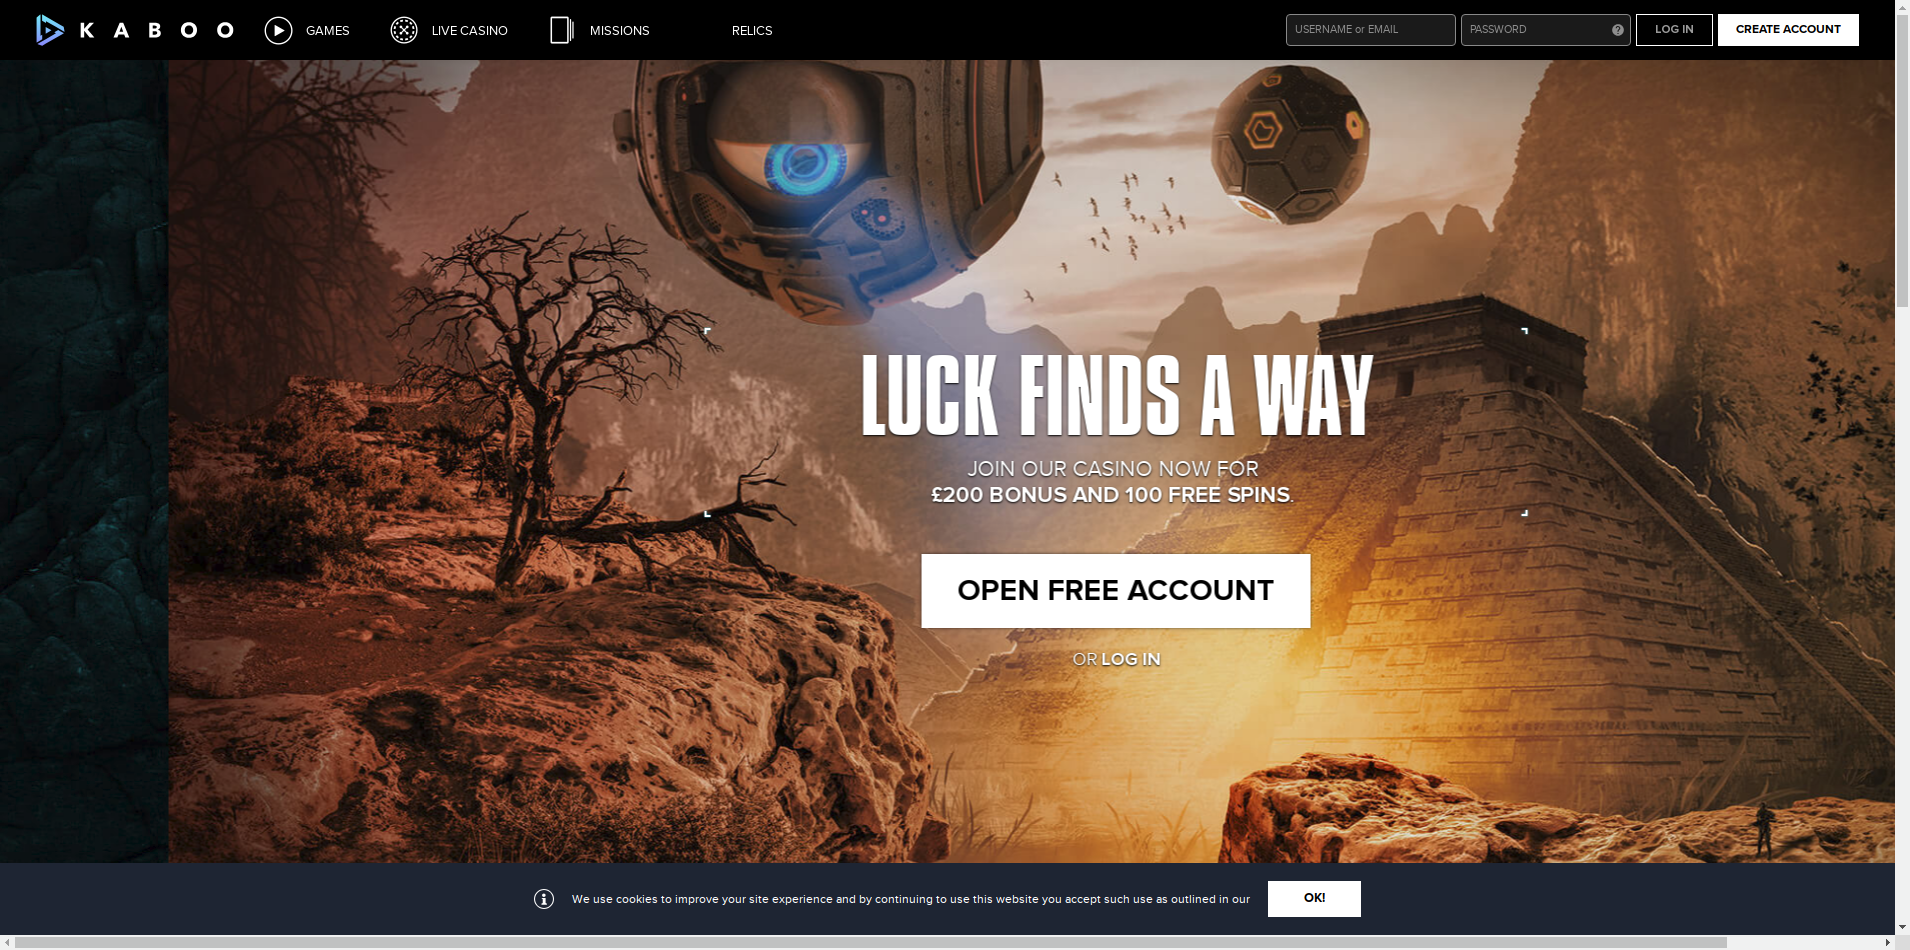 KABOO
GAMES
LIVE CASINO
MISSIONS
RELICS
USERNAME or EMAIL
PASSWORD
?
LOG IN
CREATE ACCOUNT
LUCK FINDS A WAY
JOIN OUR CASINO NOW FOR
£200 BONUS AND 100 FREE SPINS.
OPEN FREE ACCOUNT
OR LOG IN
We use cookies to improve your site experience and by continuing to use this website you accept such use as outlined in our
OK!